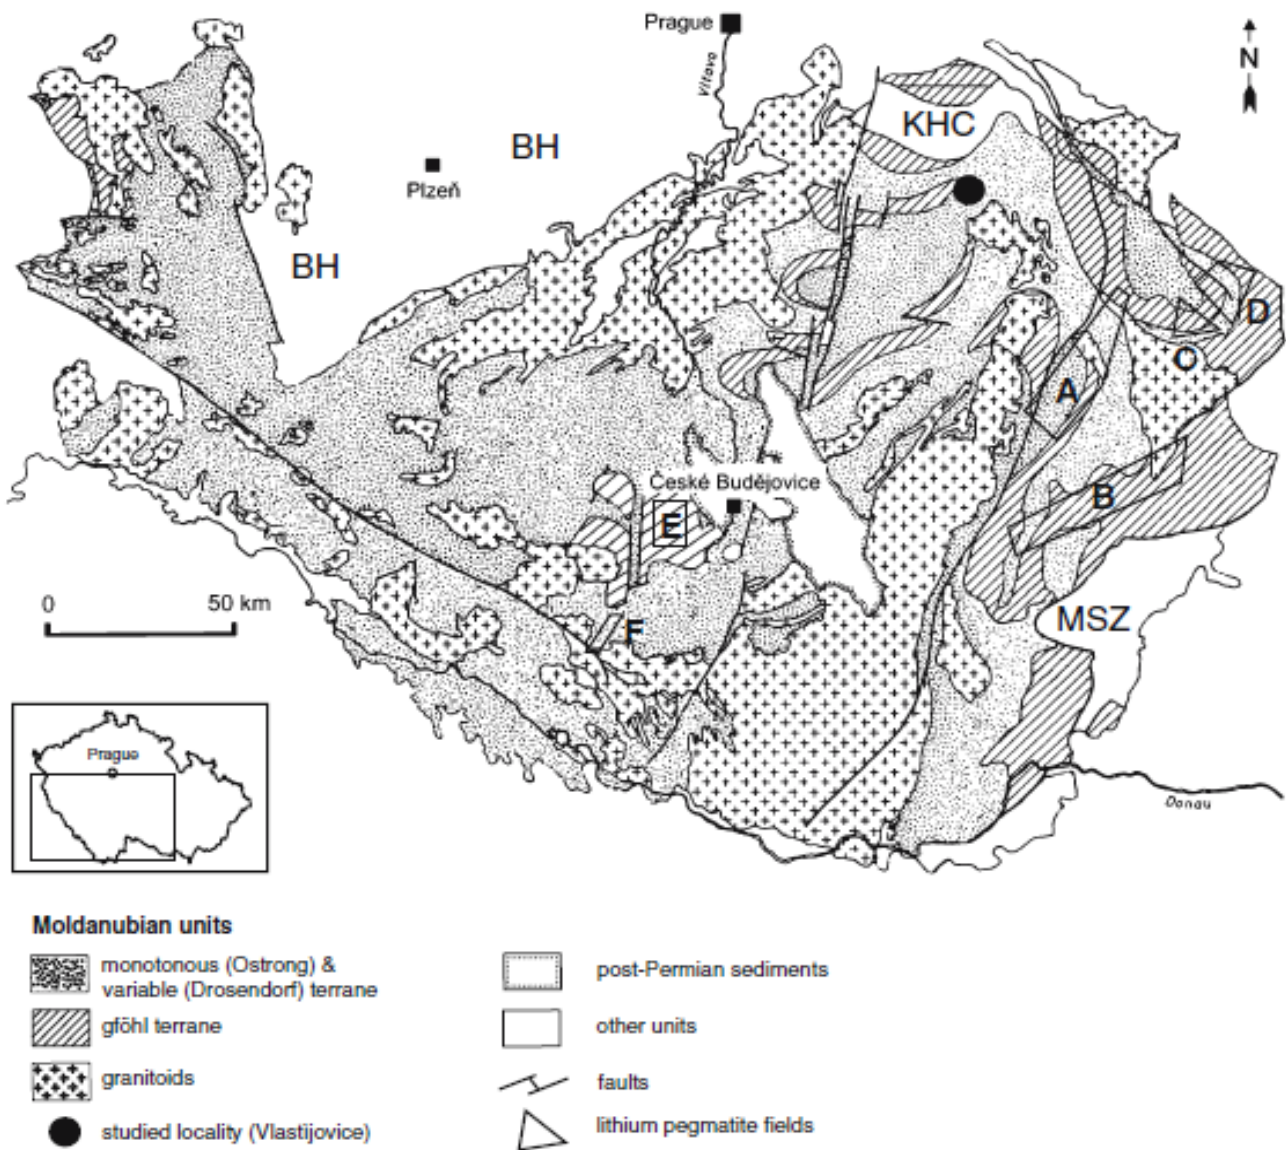 Prague
N
Vltava
KHC
BH
Plzeň
BH
D
C
A
České Budějovice
B
E
0 50 km
F
MSZ
Prague
Donau
Moldanubian units
monotonous (Ostrong) &
variable (Drosendorf) terrane
gföhl terrane
granitoids
studied locality (Vlastijovice)
post-Permian sediments
other units
faults
lithium pegmatite fields